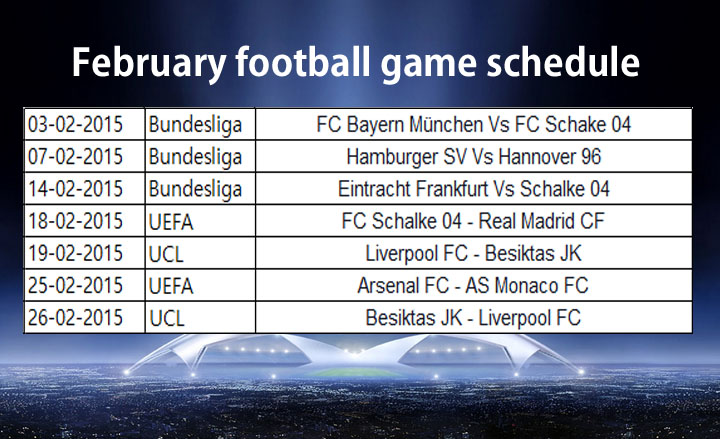 February football game schedule
03-02-2015 Bundesliga FC Bayern München Vs FC Schake 04
07-02-2015 Bundesliga Hamburger SV Vs Hannover 96
14-02-2015 Bundesliga Eintracht Frankfurt Vs Schalke 04
18-02-2015 UEFA FC Schalke 04 - Real Madrid CF
19-02-2015 UCL Liverpool FC - Besiktas JK
25-02-2015 UEFA Arsenal FC - AS Monaco FC
26-02-2015 UCL Besiktas JK - Liverpool FC